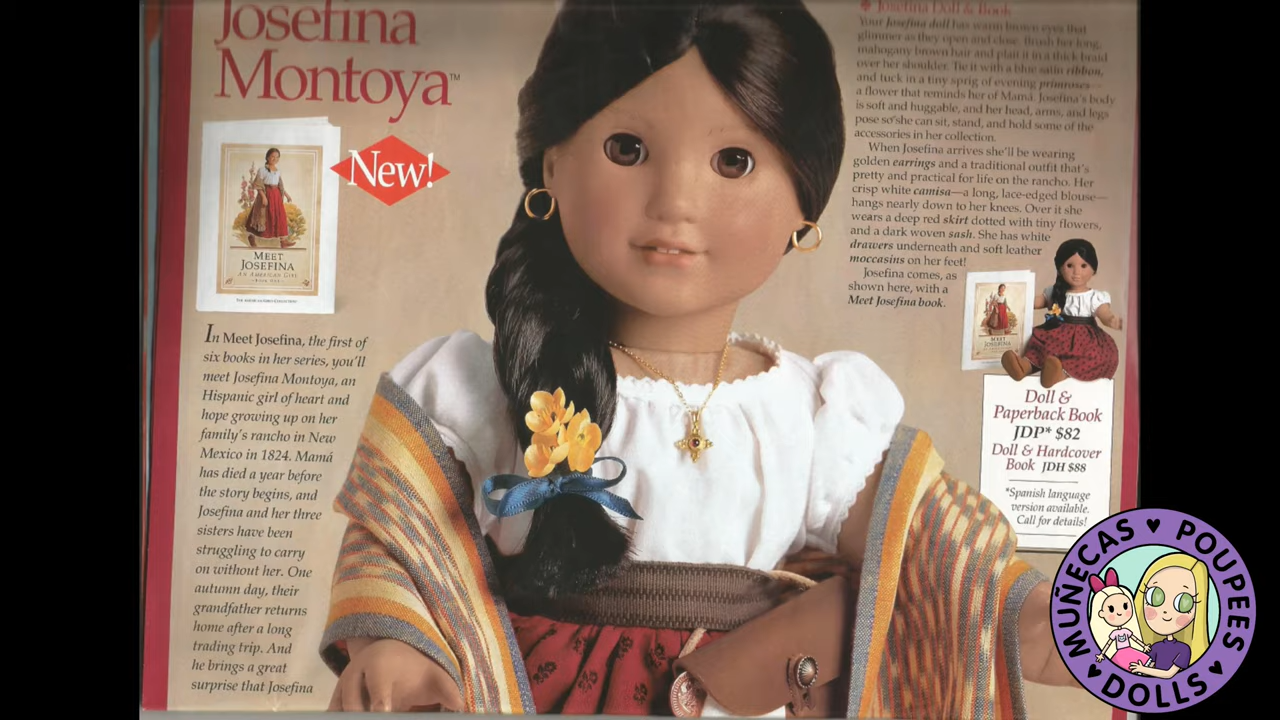 Josefina
Montoya™
New!
MEET
JOSEFINA
AN AMERICAN GIRL
In Meet Josefina, the first of
six books in her series, you'll
meet Josefina Montoya, an
Hispanic girl of heart and
hope growing up on her
family's rancho in New
Mexico in 1824. Mamá
has died a year before
the story begins, and
Josefina and her three
sisters have been
struggling to carry
on without her. One
autumn day, their
grandfather returns
home after a long
trading trip. And
he brings a great
surprise that Josefina
Josefina Doll & Book
Your Josefina doll has warm brown eyes that
glimmer as they open and close. Brush her long,
mahogany brown hair and plait it in a thick braid
over her shoulder. Tie it with a blue satin ribbon,
and tuck in a tiny sprig of evening primroses—
a flower that reminds her of Mamá. Josefina's body
is soft and huggable, and her head, arms, and legs
pose so she can sit, stand, and hold some of the
accessories in her collection.
When Josefina arrives she'll be wearing
golden earrings and a traditional outfit that's
pretty and practical for life on the rancho. Her
crisp white camisa—a long, lace-edged blouse—
hangs nearly down to her knees. Over it she
wears a deep red skirt dotted with tiny flowers,
and a dark woven sash. She has white
drawers underneath and soft leather
moccasins on her feet!
Josefina comes, as
shown here, with a
Meet Josefina book.
MEET
JOSEFINA
Doll &
Paperback Book
JDP* $82
Doll & Hardcover
Book JDH $88
*Spanish language
version available.
Call for details!
MUÑECAS ♥ POUPEES ♥ DOLLS ♥